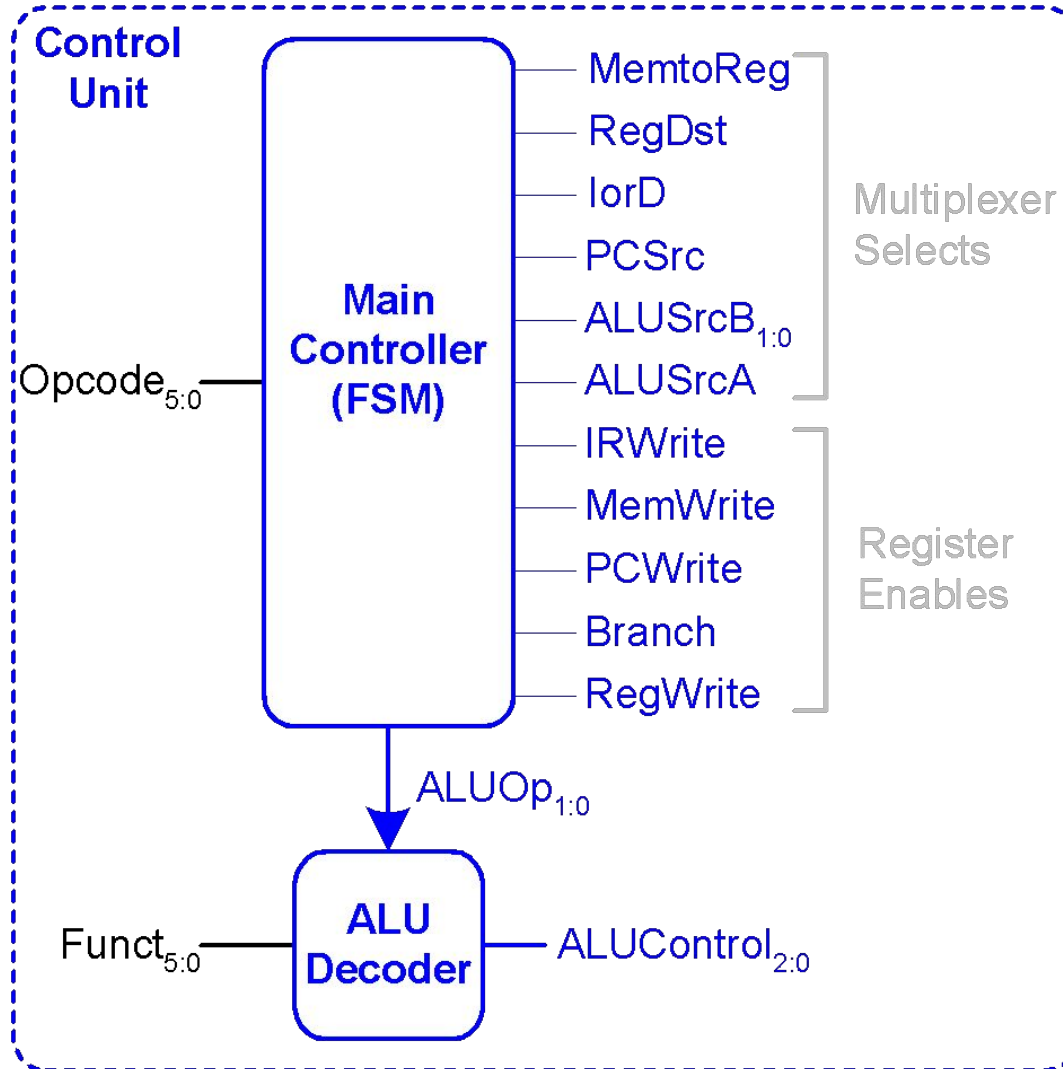 Control
Unit
Main
Controller
(FSM)
Opcode5:0
MemtoReg
RegDst
IorD
PCSrc
ALUSrcB1:0
ALUSrcA
Multiplexer
Selects
IRWrite
MemWrite
PCWrite
Branch
RegWrite
Register
Enables
ALUOp1:0
Funct5:0
ALU
Decoder
ALUControl2:0